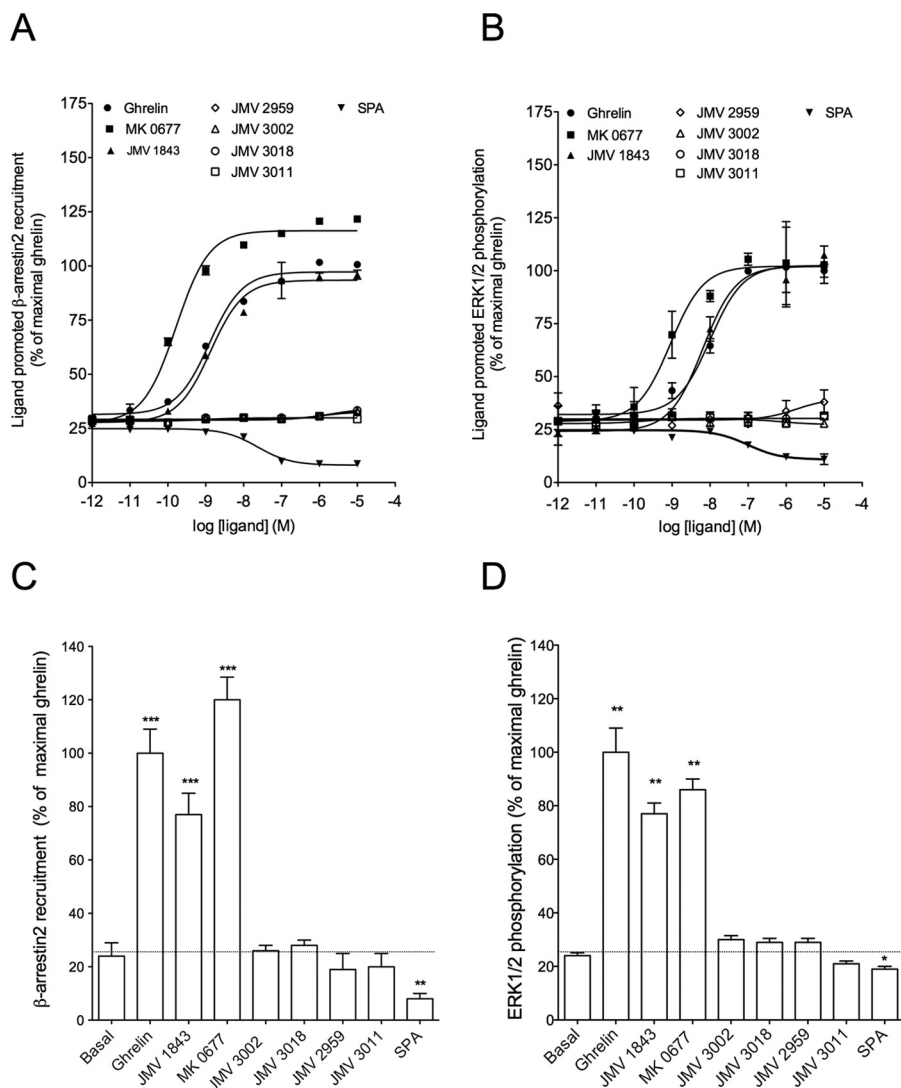 A
B
Ligand promoted β-arrestin2 recruitment
(% of maximal ghrelin)
175
150
125
100
75
50
25
0
Ghrelin
MK 0677
JMV 1843
JMV 2959
JMV 3002
JMV 3018
JMV 3011
SPA
-12 -11 -10 -9 -8 -7 -6 -5 -4
log [ligand] (M)
Ligand promoted ERK1/2 phosphorylation
(% of maximal ghrelin)
175
150
125
100
75
50
25
0
Ghrelin
MK 0677
JMV 1843
JMV 2959
JMV 3002
JMV 3018
JMV 3011
SPA
-12 -11 -10 -9 -8 -7 -6 -5 -4
log [ligand] (M)
C
D
β-arrestin2 recruitment (% of maximal ghrelin)
140
120
100
80
60
40
20
0
***
***
***
**
Basal
Ghrelin
JMV 1843
MK 0677
IMV 3002
JMV 3018
JMV 2959
JMV 3011
SPA
ERK1/2 phosphorylation (% of maximal ghrelin)
140
120
100
80
60
40
20
0
**
**
**
*
Basal
Ghrelin
JMV 1843
MK 0677
JMV 3002
JMV 3018
JMV 2959
JMV 3011
SPA